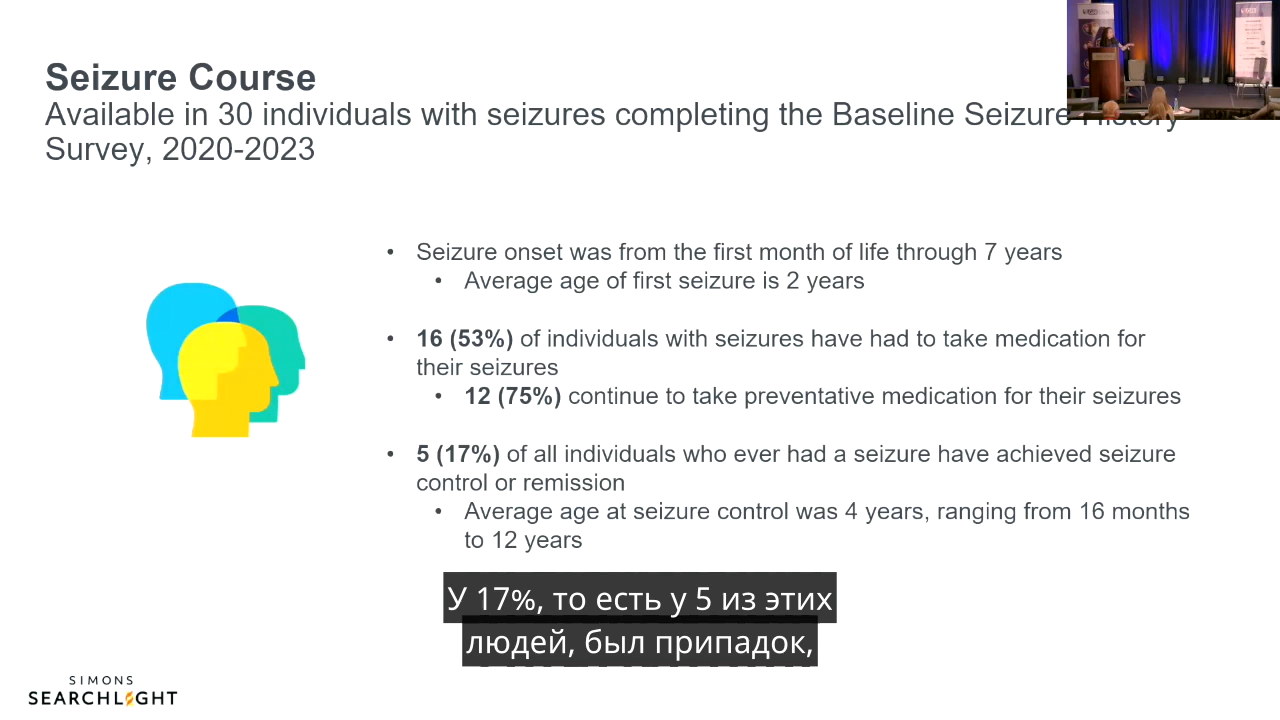 Seizure Course
Available in 30 individuals with seizures completing the Baseline Seizure History
Survey, 2020-2023
• Seizure onset was from the first month of life through 7 years
• Average age of first seizure is 2 years
• 16 (53%) of individuals with seizures have had to take medication for
their seizures
• 12 (75%) continue to take preventative medication for their seizures
• 5 (17%) of all individuals who ever had a seizure have achieved seizure
control or remission
• Average age at seizure control was 4 years, ranging from 16 months
to 12 years
У 17%, то есть у 5 из этих
людей, был припадок,
SIMONS
SEARCHLIGHT